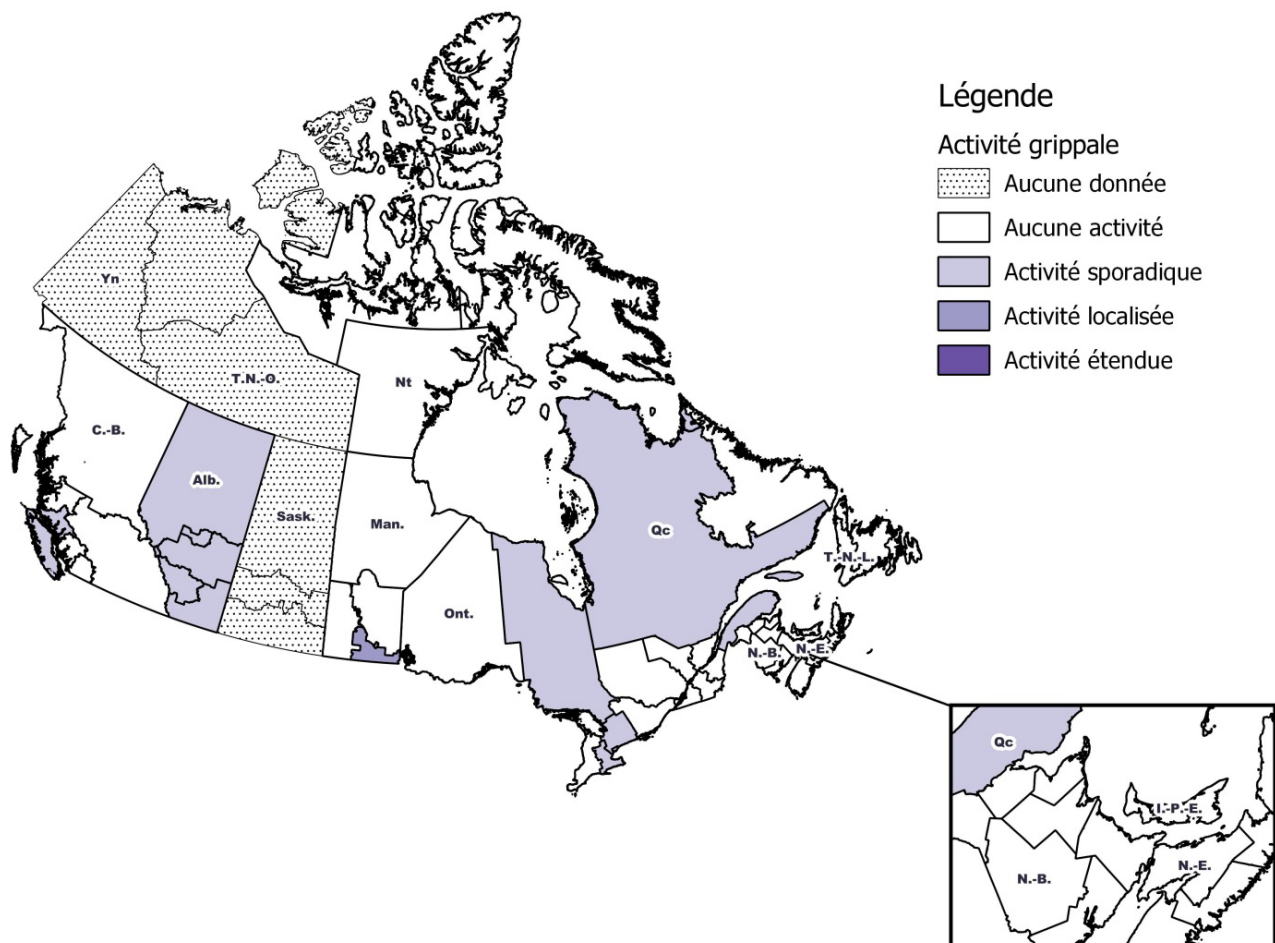 Légende
Activité grippale
Aucune donnée
Aucune activité
Activité sporadique
Activité localisée
Activité étendue
Yn
T.N.-O.
Nt
C.-B.
Alb.
Sask.
Man.
Ont.
Qc
T.-N.-L.
N.-B.
N.-E.
Qc
I.-P.-E.
N.-E.
N.-B.